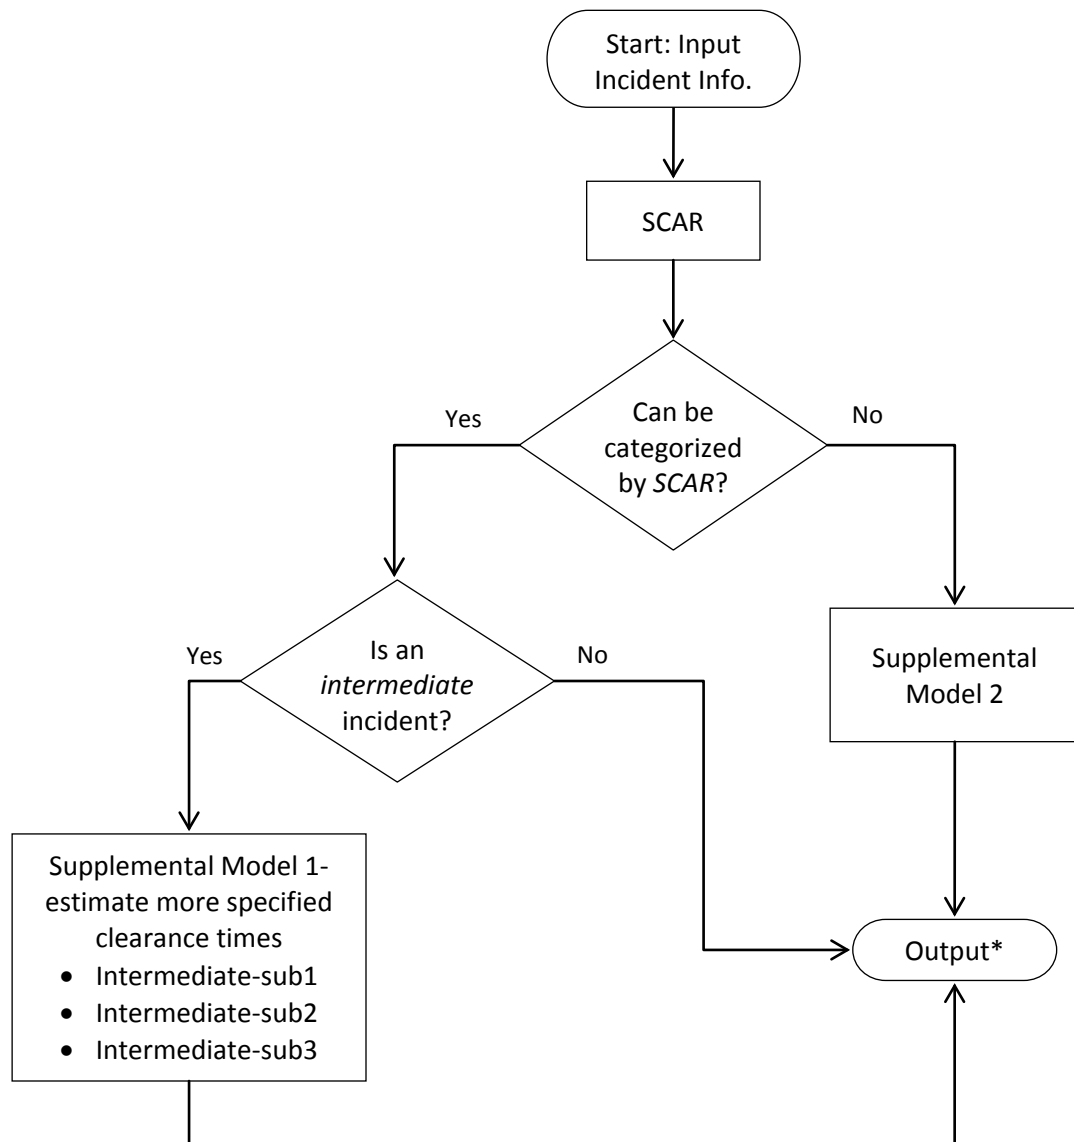 Start: Input
Incident Info.
SCAR
Can be
categorized
by SCAR?
Yes
No
Is an
intermediate
incident?
Yes
No
Supplemental
Model 2
Supplemental Model 1-
estimate more specified
clearance times
• Intermediate-sub1
• Intermediate-sub2
• Intermediate-sub3
Output*